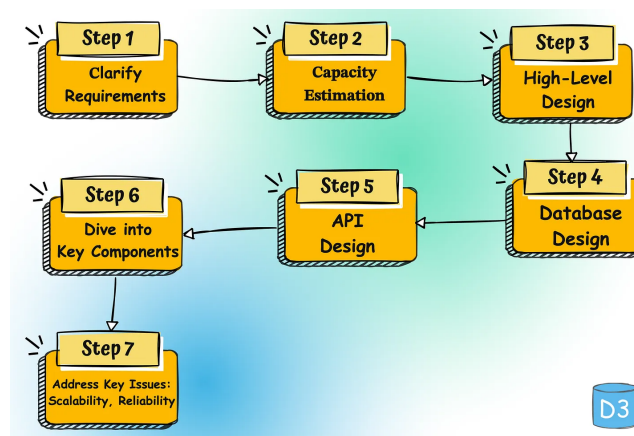 Step 1
Clarify
Requirements
Step 2
Capacity
Estimation
Step 3
High-Level
Design
Step 4
Database
Design
Step 5
API
Design
Step 6
Dive into
Key Components
Step 7
Address Key Issues:
Scalability, Reliability
D3